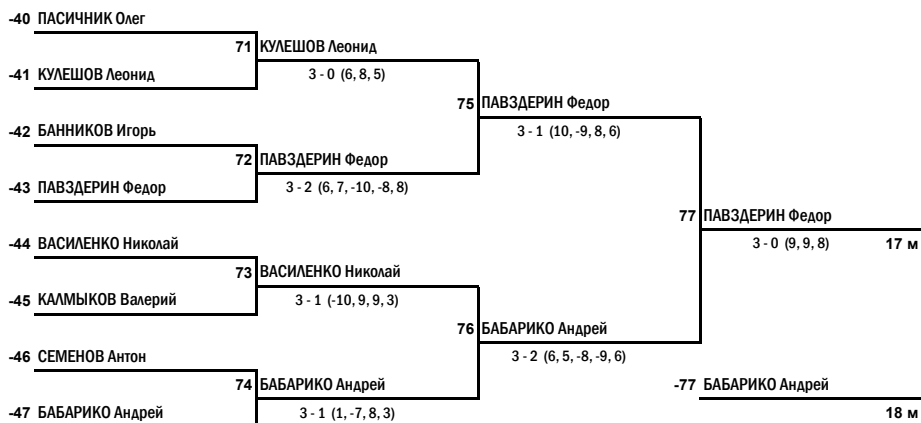 -40 ПАСИЧНИК Олег
71 КУЛЕШОВ Леонид
-41 КУЛЕШОВ Леонид
3 - 0 (6, 8, 5)
75 ПАВЗДЕРИН Федор
-42 БАННИКОВ Игорь
3 - 1 (10, -9, 8, 6)
72 ПАВЗДЕРИН Федор
-43 ПАВЗДЕРИН Федор
3 - 2 (6, 7, -10, -8, 8)
77 ПАВЗДЕРИН Федор
-44 ВАСИЛЕНКО Николай
3 - 0 (9, 9, 8)
17 м
73 ВАСИЛЕНКО Николай
-45 КАЛМЫКОВ Валерий
3 - 1 (-10, 9, 9, 3)
76 БАБАРИКО Андрей
-46 СЕМЕНОВ Антон
3 - 2 (6, 5, -8, -9, 6)
74 БАБАРИКО Андрей
-77 БАБАРИКО Андрей
-47 БАБАРИКО Андрей
3 - 1 (1, -7, 8, 3)
18 м